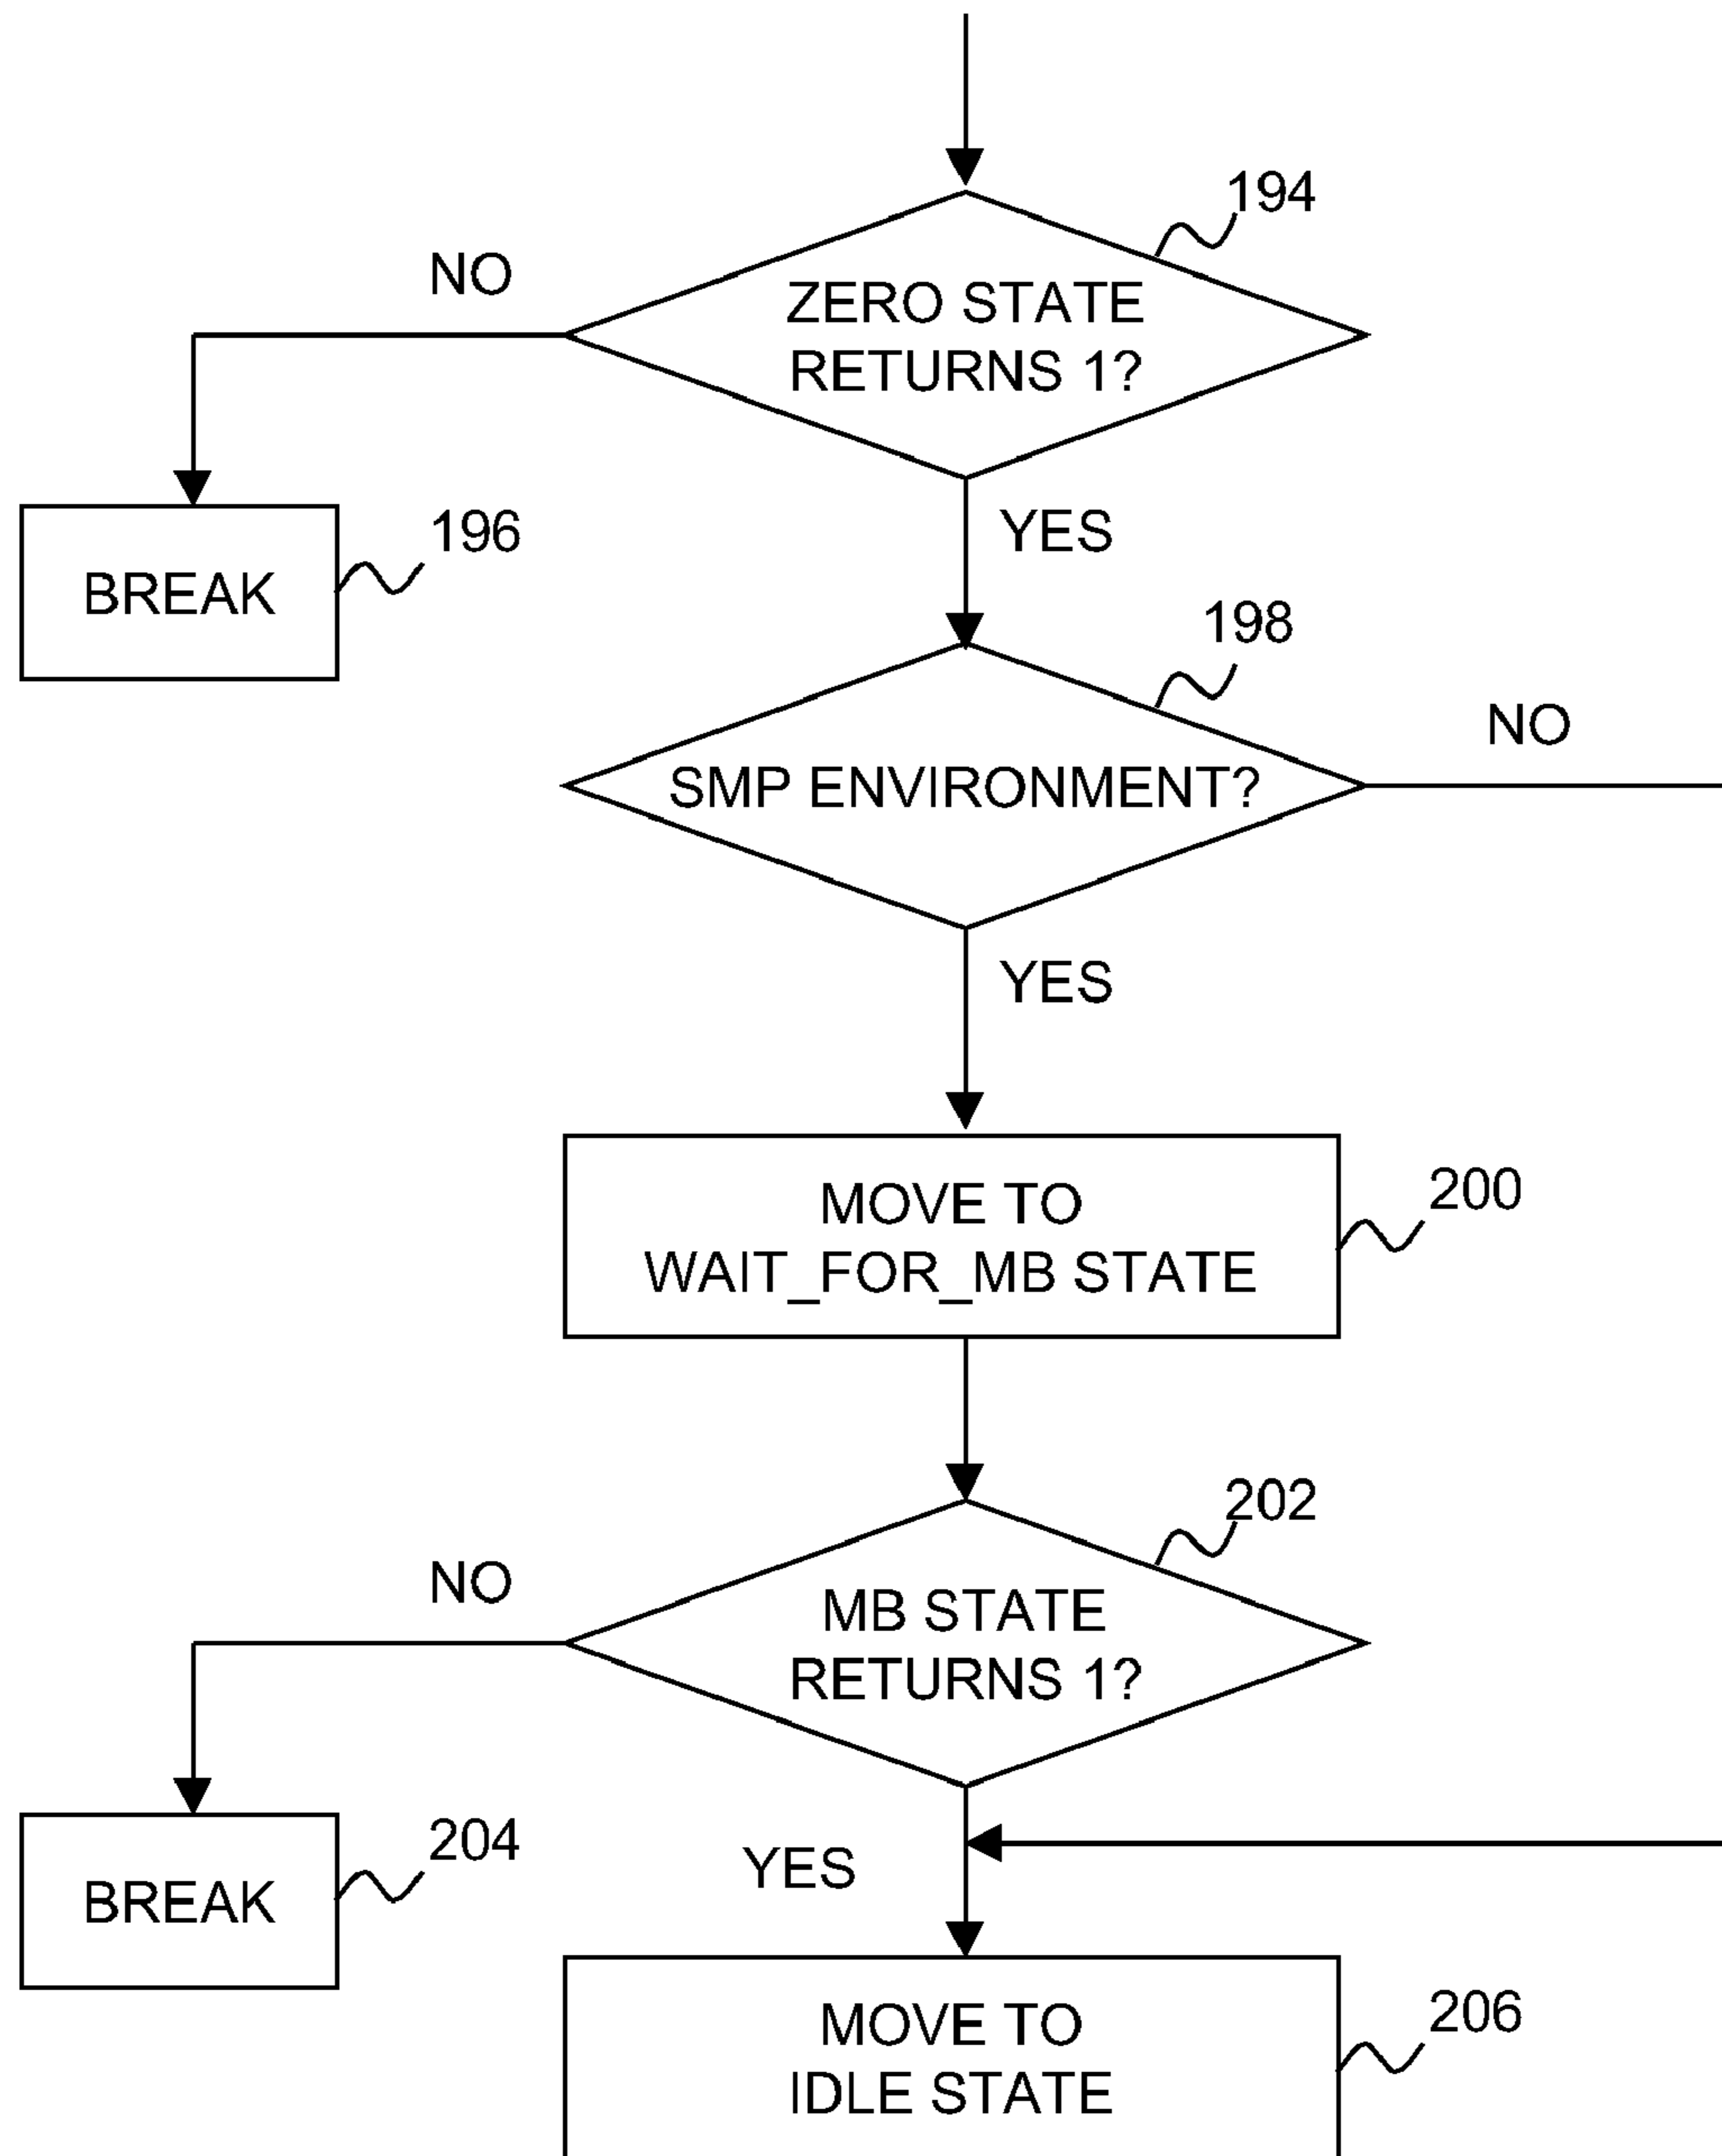 194
NO
ZERO STATE
RETURNS 1?
196
YES
BREAK
198
NO
SMP ENVIRONMENT?
YES
200
MOVE TO
WAIT_FOR_MB STATE
202
NO
MB STATE
RETURNS 1?
204
YES
BREAK
206
MOVE TO
IDLE STATE